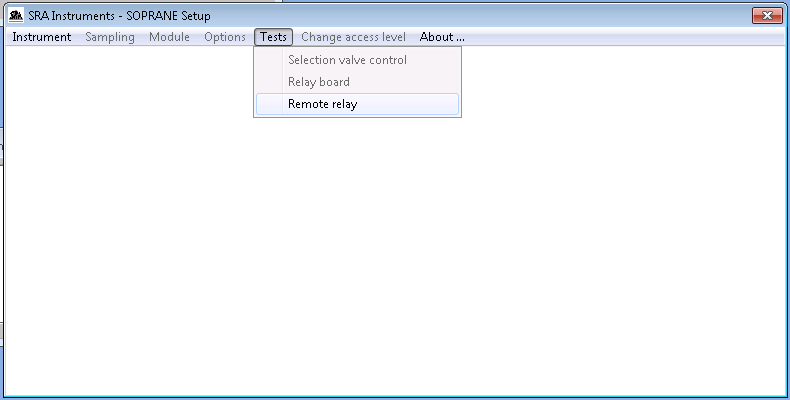 SRA Instruments - SOPRANE Setup
Instrument Sampling Module Options Tests Change access level About ...
Selection valve control
Relay board
Remote relay